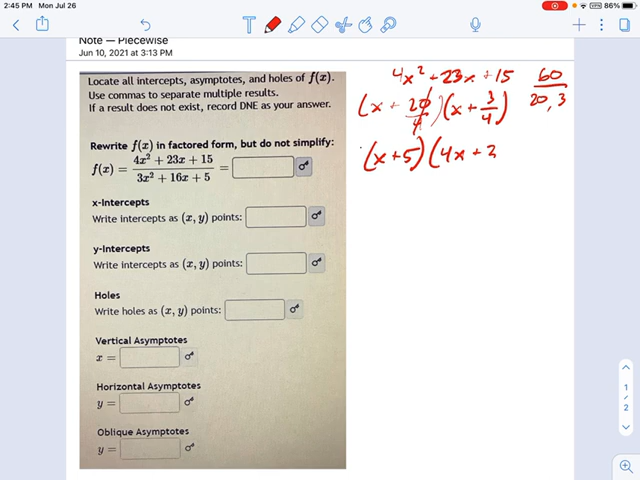 2:45 PM Mon Jul 26
VPN 86%
Note — Piecewise
Jun 10, 2021 at 3:13 PM
Locate all intercepts, asymptotes, and holes of f(x).
Use commas to separate multiple results.
If a result does not exist, record DNE as your answer.
Rewrite f(x) in factored form, but do not simplify:
f(x) = (4x² + 23x + 15)/(3x² + 16x + 5) =
x-Intercepts
Write intercepts as (x, y) points:
y-Intercepts
Write intercepts as (x, y) points:
Holes
Write holes as (x, y) points:
Vertical Asymptotes
x =
Horizontal Asymptotes
y =
Oblique Asymptotes
y =
4x² + 23x + 15
60
20, 3
(x + 20/4)(x + 3/4)
(x + 5)(4x + 3
1
2